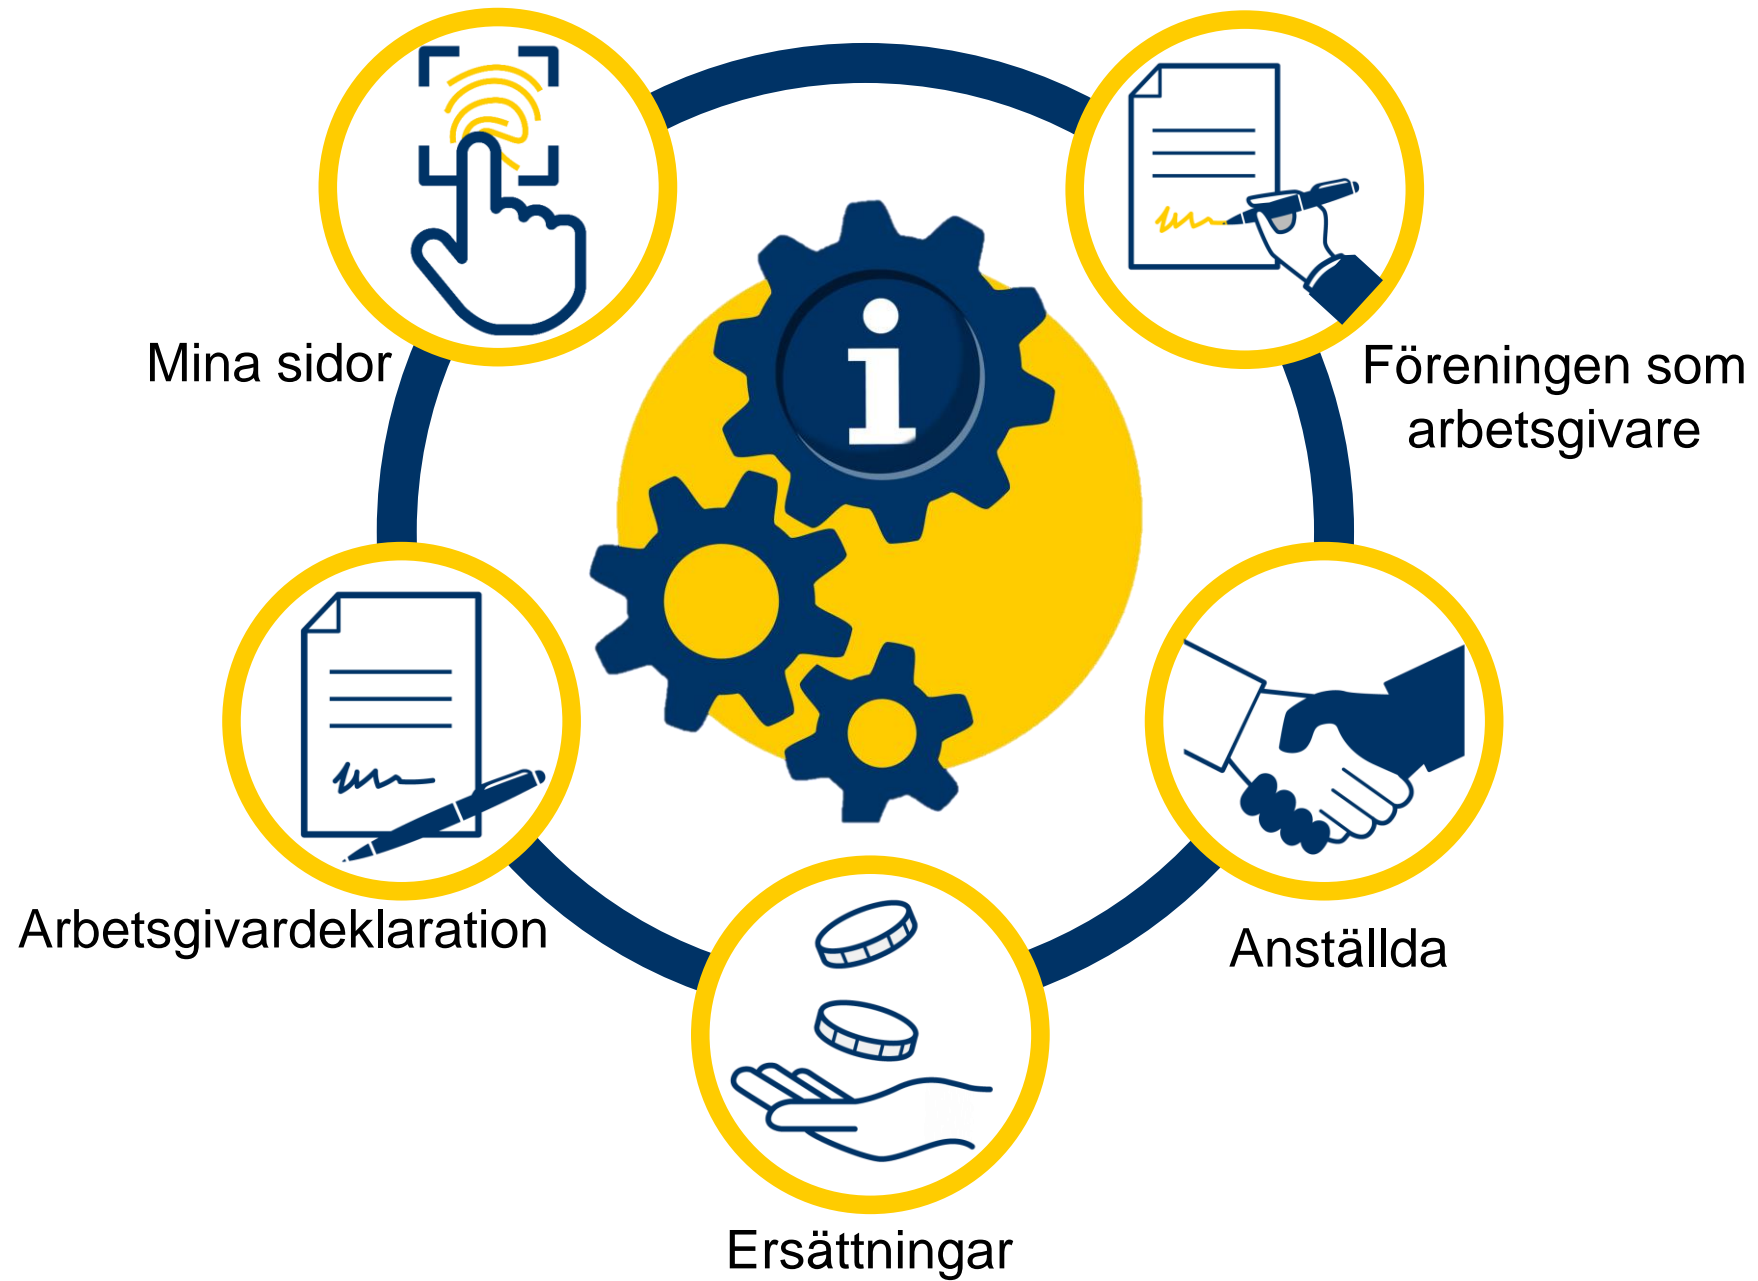 Mina sidor
Föreningen som
arbetsgivare
i
Arbetsgivardeklaration
Anställda
Ersättningar